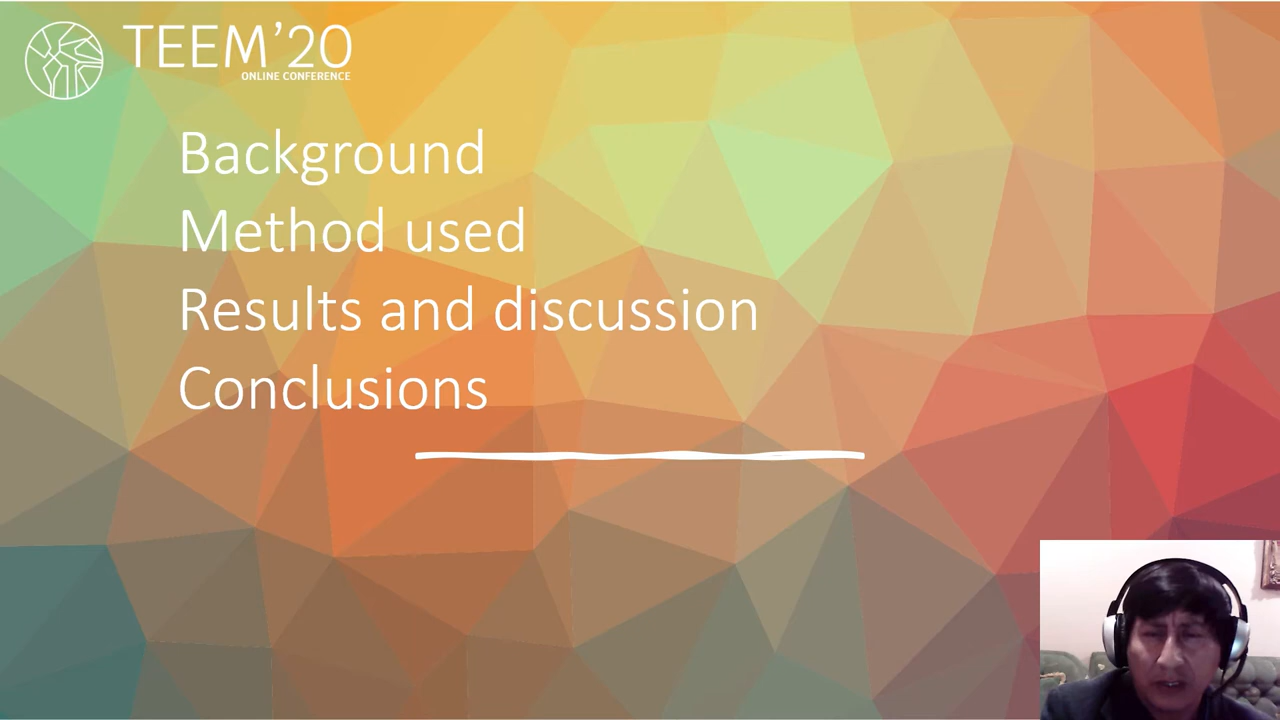 TEEM’20
ONLINE CONFERENCE
Background
Method used
Results and discussion
Conclusions